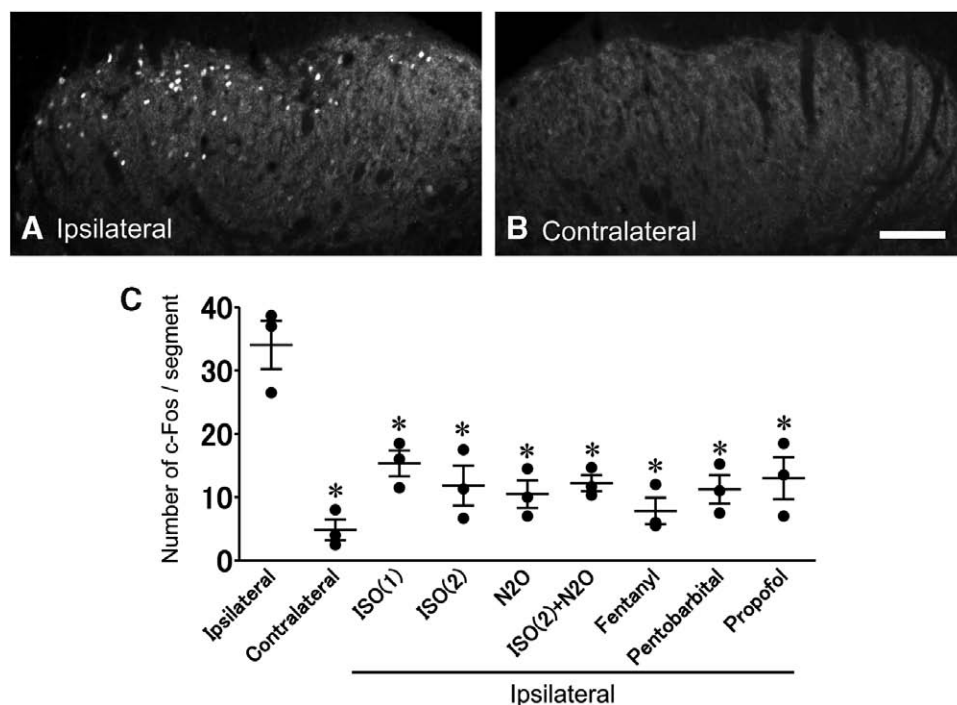 A Ipsilateral
B Contralateral
C
Number of c-Fos / segment
40
30
20
10
0
* * * * * * * *
Ipsilateral
Contralateral
ISO(1)
ISO(2)
N2O
ISO(2)+N2O
Fentanyl
Pentobarbital
Propofol
Ipsilateral